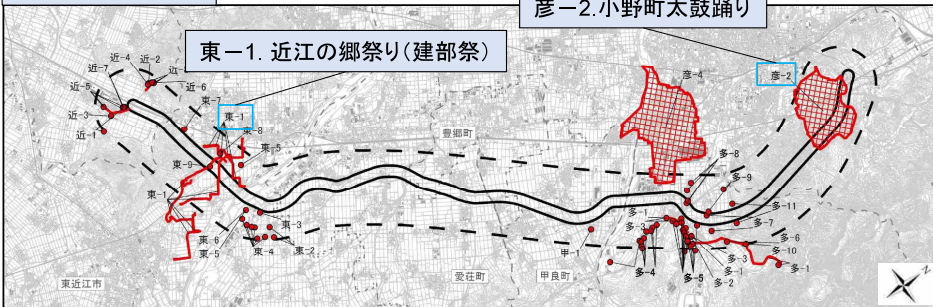 彦－2.小野町太鼓踊り
東－1. 近江の郷祭り(建部祭)
近-4
近-2
近-7
近-
近-5
近-6
東-7
近-3
東-1
近-1
東-8
東-5
東-9
東-1
東-3
東-6
東-4
東-2
東-5
東近江市
豊郷町
愛荘町
甲良町
甲-1
彦-4
彦-2
多-8
多-9
多-1
多-11
多-2
多-7
多-6
多-3
多-10
多-4
多-5
多-1
多-1
多-2
N